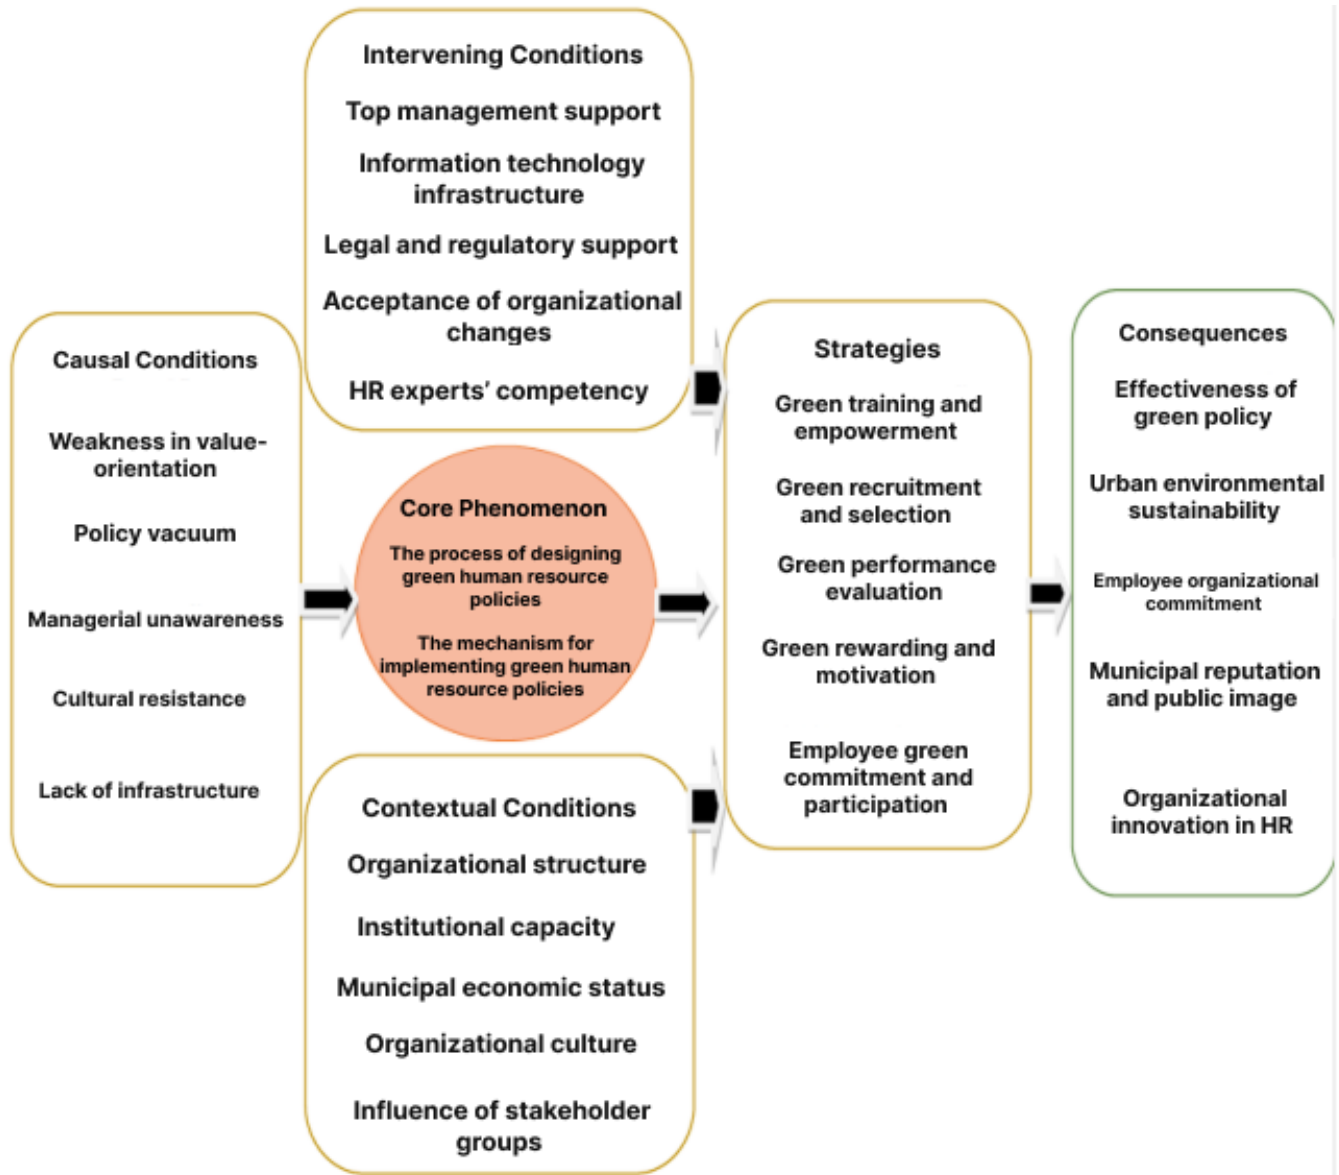 Intervening Conditions
Top management support
Information technology
infrastructure
Legal and regulatory support
Acceptance of organizational
changes
HR experts' competency
Causal Conditions
Weakness in value-
orientation
Policy vacuum
Managerial unawareness
Cultural resistance
Lack of infrastructure
Core Phenomenon
The process of designing
green human resource
policies
The mechanism for
implementing green human
resource policies
Contextual Conditions
Organizational structure
Institutional capacity
Municipal economic status
Organizational culture
Influence of stakeholder
groups
Strategies
Green training and
empowerment
Green recruitment
and selection
Green performance
evaluation
Green rewarding and
motivation
Employee green
commitment and
participation
Consequences
Effectiveness of
green policy
Urban environmental
sustainability
Employee organizational
commitment
Municipal reputation
and public image
Organizational
innovation in HR